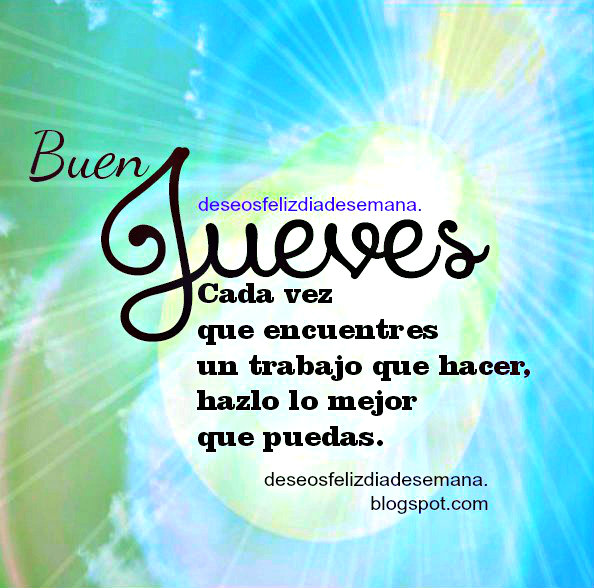 Buen
deseosfelizdiadesemana.
Jueves
Cada vez
que encuentres
un trabajo que hacer,
hazlo lo mejor
que puedas.
deseosfelizdiadesemana.
blogspot.com